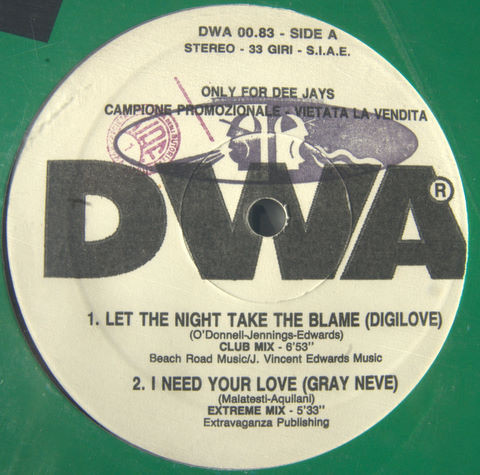 DWA 00.83 - SIDE A
STEREO - 33 GIRI - S.I.A.E.
ONLY FOR DEE JAYS
CAMPIONE PROMOZIONALE - VIETATA LA VENDITA
DWA ®
1. LET THE NIGHT TAKE THE BLAME (DIGILOVE)
(O'Donnell-Jennings-Edwards)
CLUB MIX - 6'53"
Beach Road Music/J. Vincent Edwards Music
2. I NEED YOUR LOVE (GRAY NEVE)
(Malatesti-Aquilani)
EXTREME MIX - 5'33"
Extravaganza Publishing